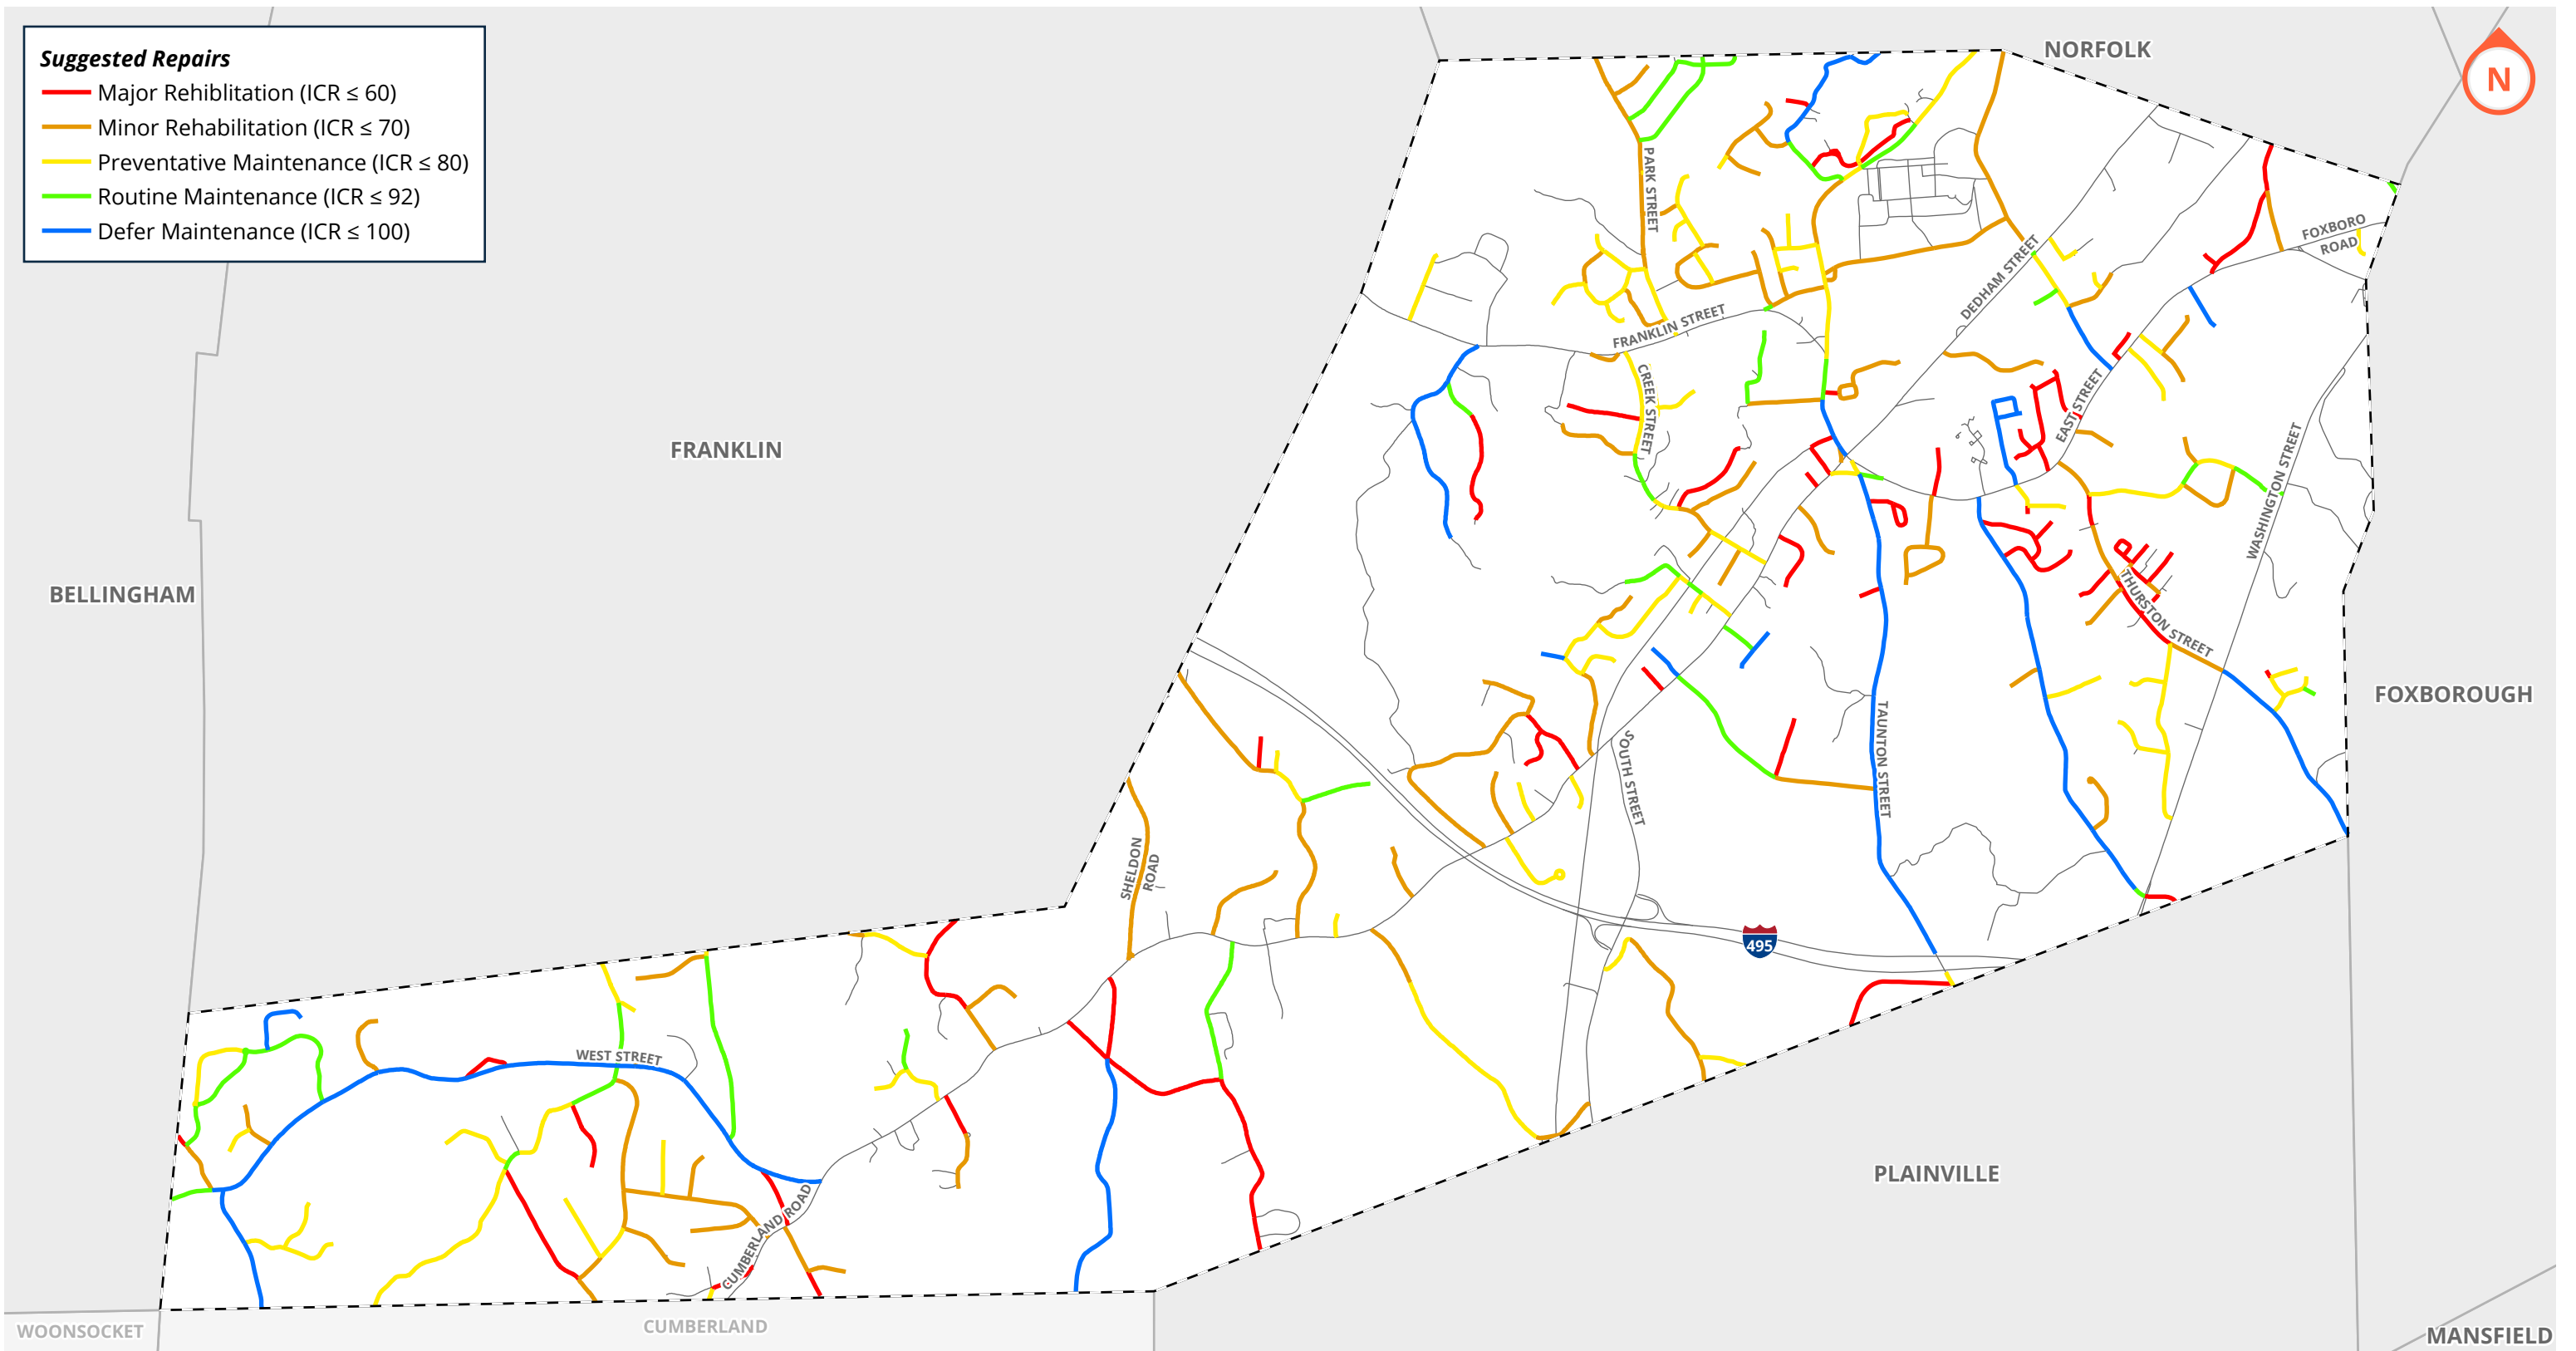 Suggested Repairs
Major Rehiblitation (ICR ≤ 60)
Minor Rehabilitation (ICR ≤ 70)
Preventative Maintenance (ICR ≤ 80)
Routine Maintenance (ICR ≤ 92)
Defer Maintenance (ICR ≤ 100)
NORFOLK
N
PARK STREET
FOXBORO
ROAD
DEDHAM STREET
FRANKLIN STREET
CREEK STREET
EAST STREET
FRANKLIN
WASHINGTON STREET
BELLINGHAM
THURSTON STREET
FOXBOROUGH
TAUNTON STREET
SOUTH STREET
SHELDON
ROAD
495
WEST STREET
PLAINVILLE
CUMBERLAND ROAD
WOONSOCKET
CUMBERLAND
MANSFIELD